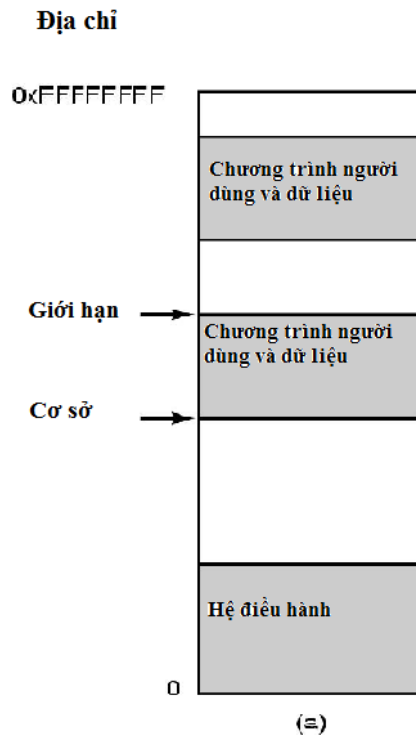 Địa chỉ
0xFFFFFFFF
Chương trình người
dùng và dữ liệu
Giới hạn
Chương trình người
dùng và dữ liệu
Cơ sở
Hệ điều hành
0
(a)